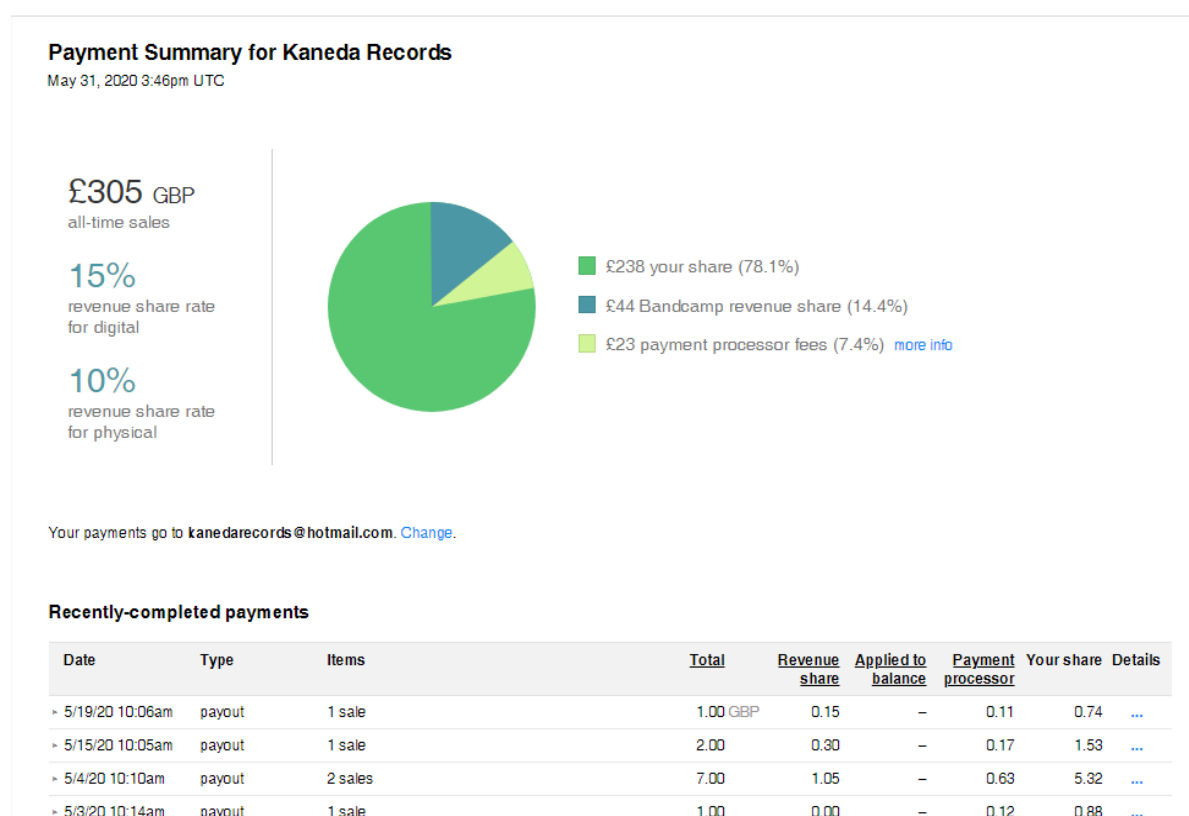 Payment Summary for Kaneda Records
May 31, 2020 3:46pm UTC
£305 GBP
all-time sales
15%
revenue share rate
for digital
10%
revenue share rate
for physical
£238 your share (78.1%)
£44 Bandcamp revenue share (14.4%)
£23 payment processor fees (7.4%) more info
Your payments go to kanedarecords@hotmail.com. Change.
Recently-completed payments
Date Type Items Total Revenue share Applied to balance Payment processor Your share Details
5/19/20 10:06am payout 1 sale 1.00 GBP 0.15 – 0.11 0.74 ...
5/15/20 10:05am payout 1 sale 2.00 0.30 – 0.17 1.53 ...
5/4/20 10:10am payout 2 sales 7.00 1.05 – 0.63 5.32 ...
5/3/20 10:14am payout 1 sale 1.00 0.00 – 0.12 0.88 ...